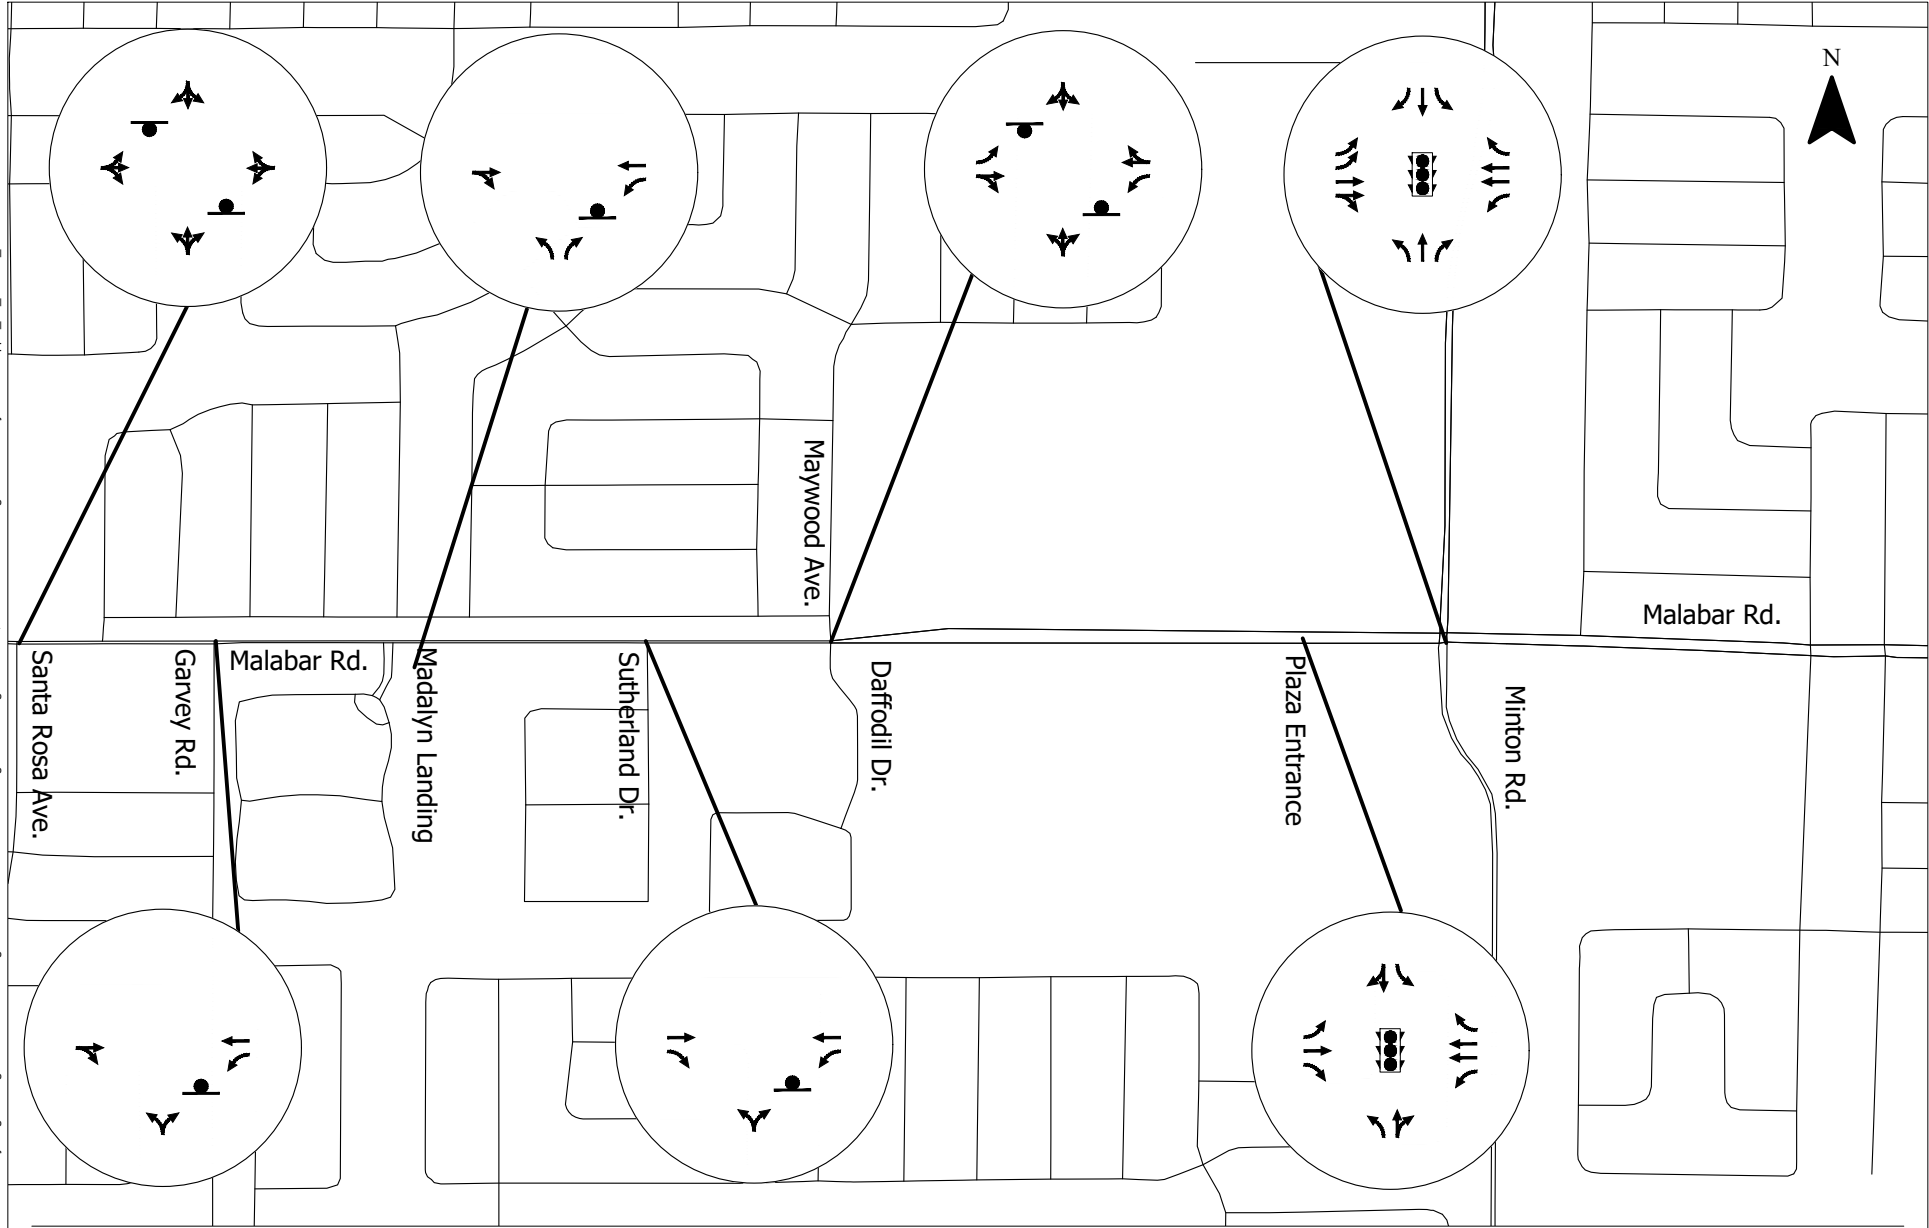 N
Maywood Ave.
Malabar Rd.
Santa Rosa Ave.
Garvey Rd.
Malabar Rd.
Madalyn Landing
Sutherland Dr.
Daffodil Dr.
Plaza Entrance
Minton Rd.